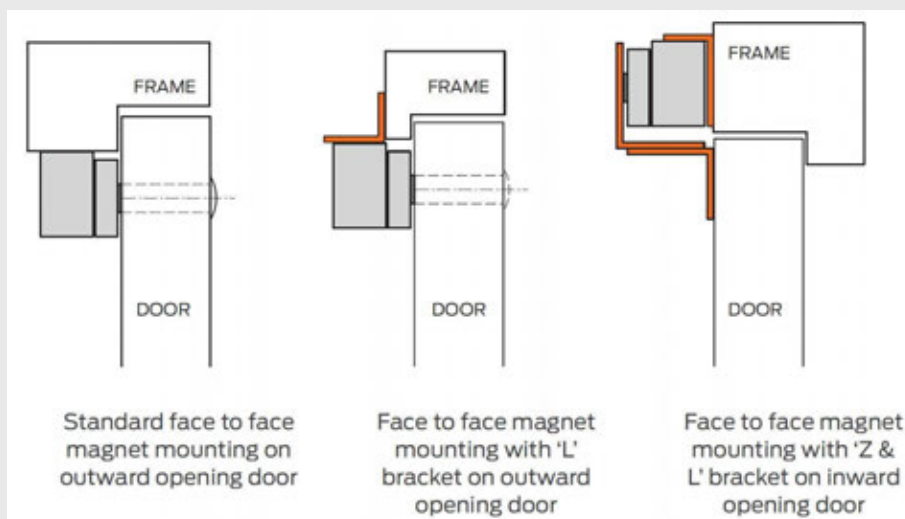 FRAME
DOOR
Standard face to face
magnet mounting on
outward opening door
FRAME
DOOR
Face to face magnet
mounting with ‘L’
bracket on outward
opening door
FRAME
DOOR
Face to face magnet
mounting with ‘Z &
L’ bracket on inward
opening door